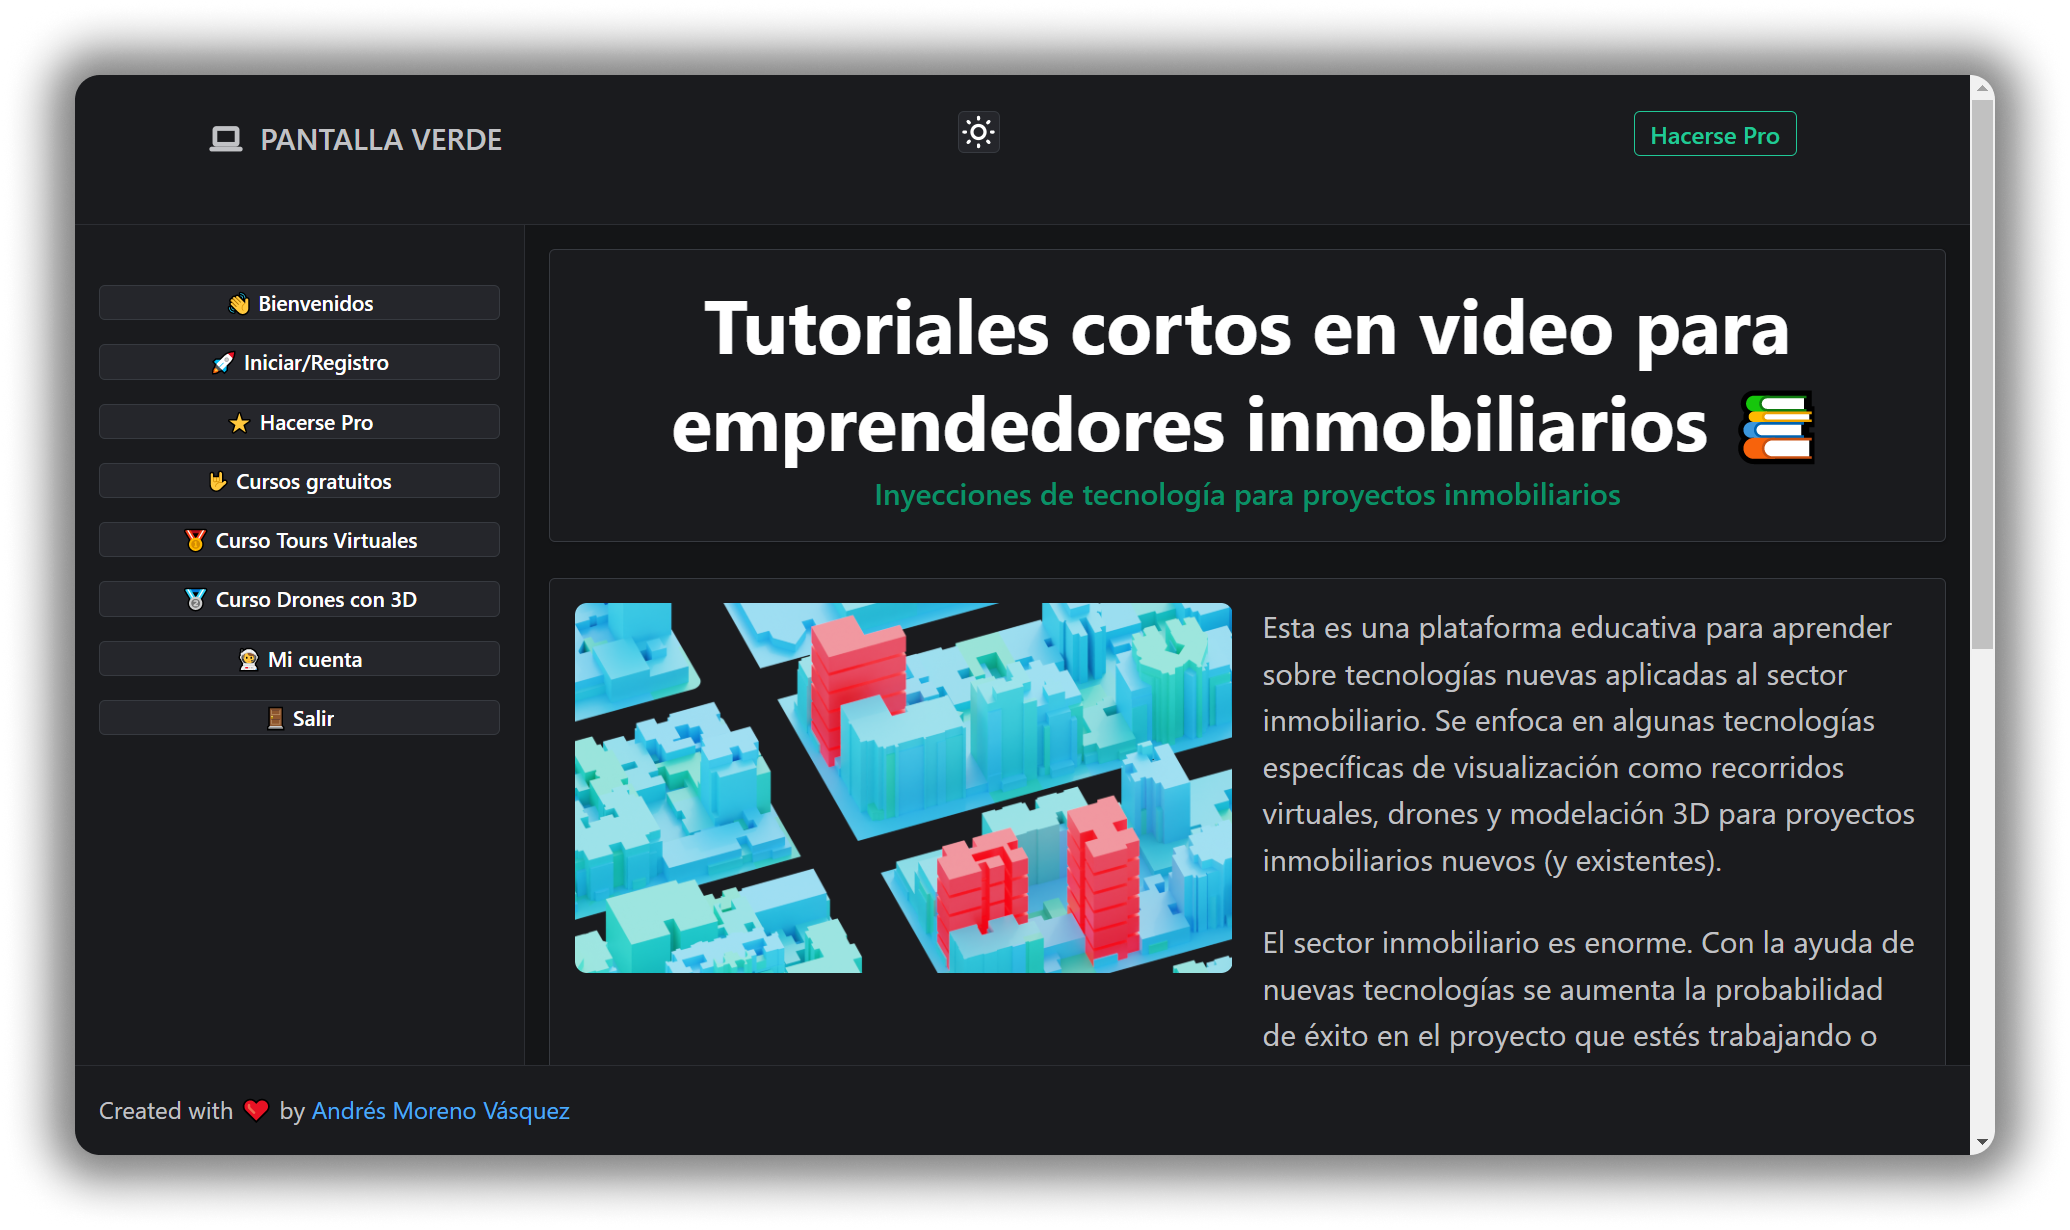 PANTALLA VERDE
Hacerse Pro
👋 Bienvenidos
🚀 Iniciar/Registro
⭐ Hacerse Pro
🤘 Cursos gratuitos
🥇 Curso Tours Virtuales
🥈 Curso Drones con 3D
🧑‍🚀 Mi cuenta
🚪 Salir
Tutoriales cortos en video para
emprendedores inmobiliarios 📚
Inyecciones de tecnología para proyectos inmobiliarios
Esta es una plataforma educativa para aprender
sobre tecnologías nuevas aplicadas al sector
inmobiliario. Se enfoca en algunas tecnologías
específicas de visualización como recorridos
virtuales, drones y modelación 3D para proyectos
inmobiliarios nuevos (y existentes).
El sector inmobiliario es enorme. Con la ayuda de
nuevas tecnologías se aumenta la probabilidad
de éxito en el proyecto que estés trabajando o
Created with ❤️ by Andrés Moreno Vásquez